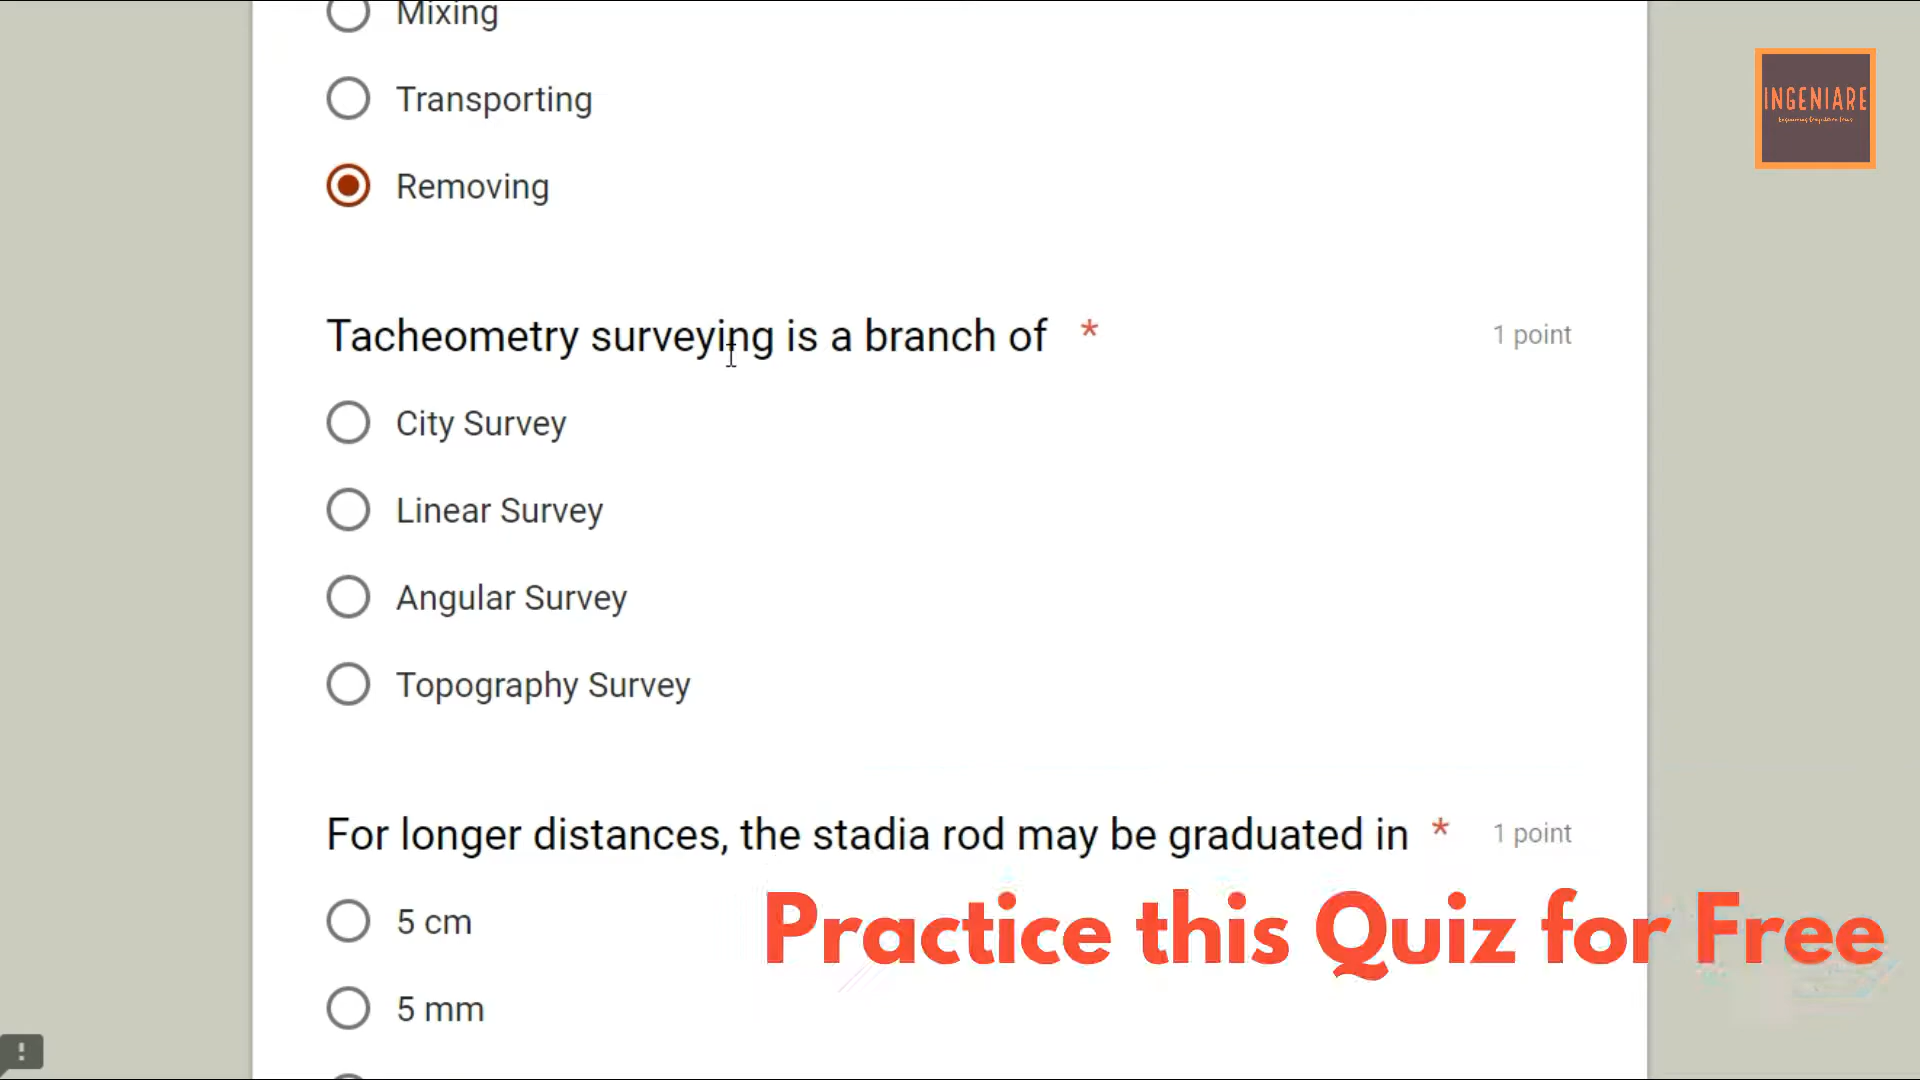 Mixing
Transporting
Removing
INGENIARE
Tacheometry surveying is a branch of *
1 point
City Survey
Linear Survey
Angular Survey
Topography Survey
For longer distances, the stadia rod may be graduated in *
1 point
5 cm
Practice this Quiz for Free
5 mm
!